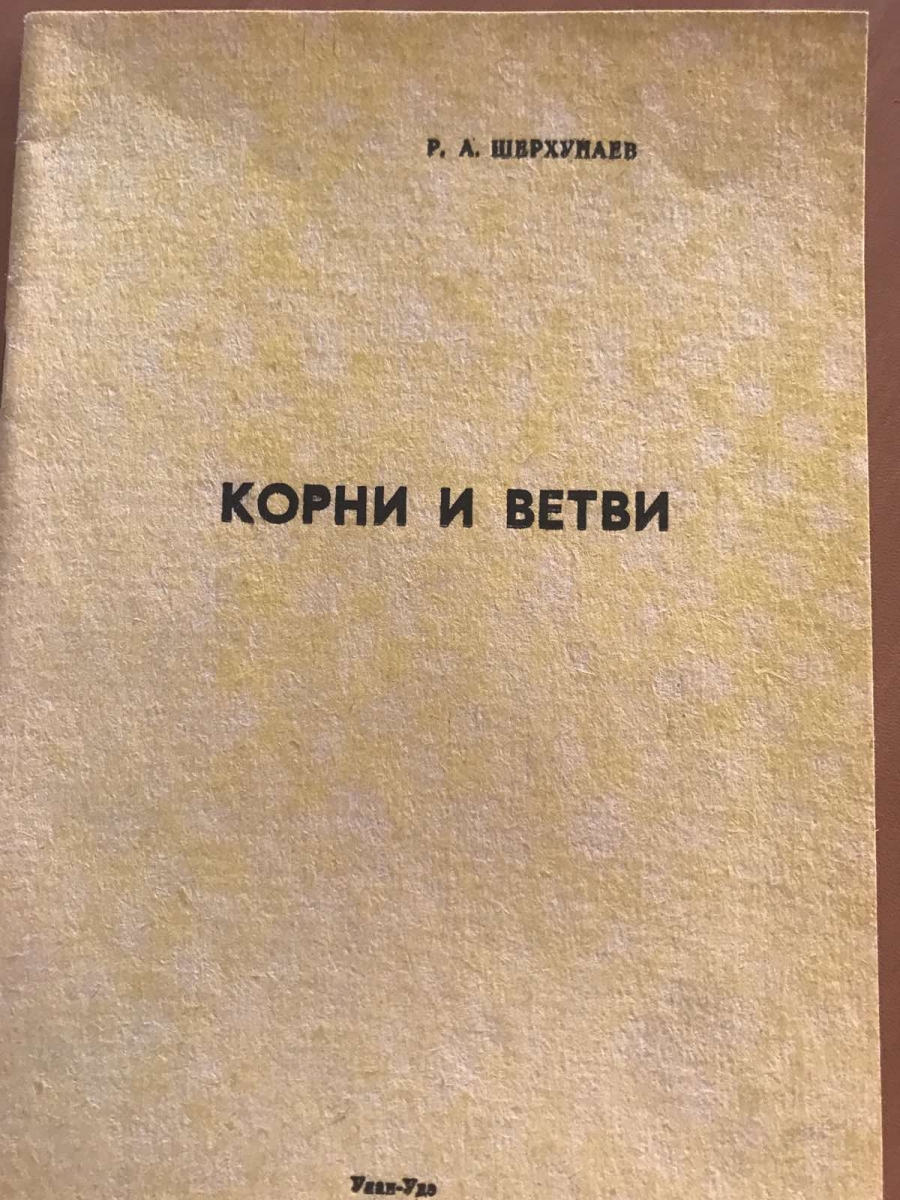 Р. А. ШЕРХУНАЕВ
КОРНИ И ВЕТВИ
Улан-Удэ